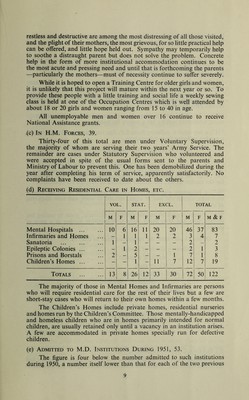 restless and destructive are among the most distressing of all those visited,
and the plight of their mothers, the most grievous, for so little practical help
can be offered, and little hope held out. Sympathy may temporarily help
to soothe a distraught parent but does not solve the problem. Concrete
help in the form of more institutional accommodation continues to be
the most acute and pressing need and until that is forthcoming the parents
—particularly the mothers—must of necessity continue to suffer severely.
While it is hoped to open a Training Centre for older girls and women,
it is unlikely that this project will mature within the next year or so. To
provide these people with a little training and social life a weekly sewing
class is held at one of the Occupation Centres which is well attended by
about 18 or 20 girls and women ranging from 15 to 40 in age.
All unemployable men and women over 16 continue to receive
National Assistance grants.
(c) In H.M. Forces, 39.
Thirty-four of this total are men under Voluntary Supervision,
the majority of whom are serving their two years' Army Service. The
remainder are cases under Statutory Supervision who volunteered and
were accepted in spite of the usual forms sent to the parents and
Ministry of Labour to prevent this. One has been demobilised during the
year after completing his term of service, apparently satisfactorily. No
complaints have been received to date about the others.
(d) Receiving Residential Care in Homes, etc.
VOL. STAT. EXCL. TOTAL
M F M F M F M F M & F
Mental Hospitals ... 10 6 16 11 20 20 46 37 83
Infirmaries and Homes ... - 1 1 1 2 2 3 4 7
Sanatoria ... 1 - 1 - - - 2 - 2
Epileptic Colonies ... - 1 2 - - - 2 1 3
Prisons and Borstals ... 2 - 5 - - 1 7 1 8
Children's Homes ... - - 1 - 11 7 12 7 19
Totals ... 13 8 26 12 33 30 72 50 122
The majority of those in Mental Homes and Infirmaries are persons
who will require residential care for the rest of their lives but a few are
short-stay cases who will return to their own homes within a few months.
The Children's Homes include private homes, residential nurseries
and homes run by the Children's Committee. Those mentally-handicapped
and homeless children who are in homes primarily intended for normal
children, are usually retained only until a vacancy in an institution arises.
A few are accommodated in private homes specially run for defective
children.
(e) Admitted to M.D. Institutions During 1951, 53.
The figure is four below the number admitted to such institutions
during 1950, a number itself lower than that for each of the two previous
9